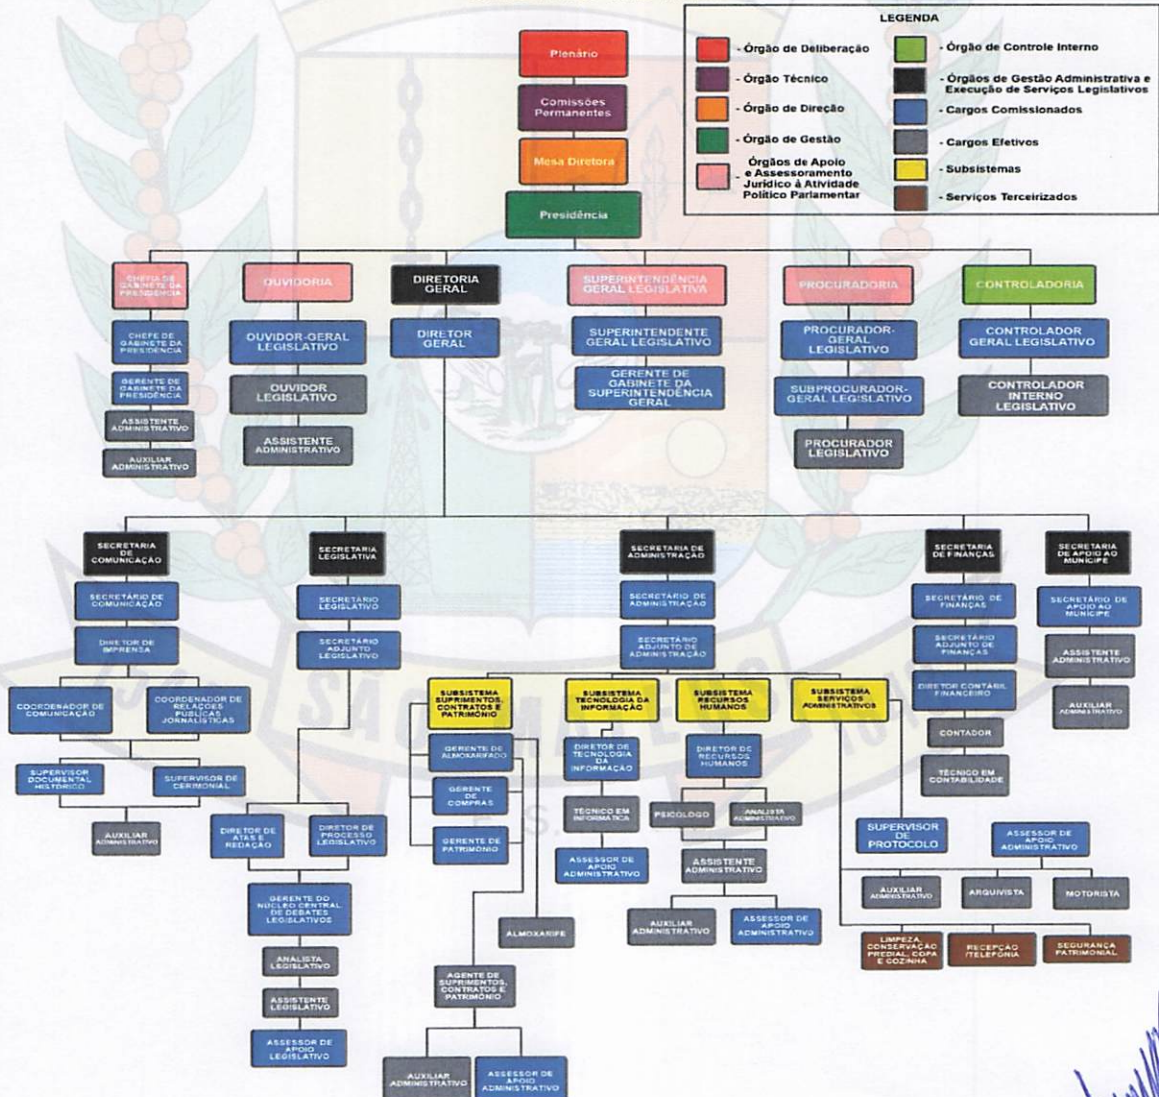 LEGENDA
- Órgão de Deliberação
- Órgão Técnico
- Órgão de Direção
- Órgão de Gestão
- Órgãos de Apoio
e Assessoramento
Jurídico à Atividade
Político Parlamentar
- Órgão de Controle Interno
- Órgãos de Gestão Administrativa e
Execução de Serviços Legislativos
- Cargos Comissionados
- Cargos Efetivos
- Subsistemas
- Serviços Terceirizados
Plenário
Comissões
Permanentes
Mesa Diretora
Presidência
CHEFIA DE
GABINETE DA
PRESIDÊNCIA
OUVIDORIA
DIRETORIA
GERAL
SUPERINTENDÊNCIA
GERAL LEGISLATIVA
PROCURADORIA
CONTROLADORIA
CHEFE DE
GABINETE DA
PRESIDÊNCIA
OUVIDOR-GERAL
LEGISLATIVO
DIRETOR
GERAL
SUPERINTENDENTE
GERAL LEGISLATIVO
PROCURADOR-
GERAL
LEGISLATIVO
CONTROLADOR
GERAL LEGISLATIVO
GERENTE DE
GABINETE DA
PRESIDÊNCIA
OUVIDOR
LEGISLATIVO
GERENTE DE
GABINETE DA
SUPERINTENDÊNCIA
GERAL
SUBPROCURADOR-
GERAL LEGISLATIVO
CONTROLADOR
INTERNO
LEGISLATIVO
ASSISTENTE
ADMINISTRATIVO
ASSISTENTE
ADMINISTRATIVO
PROCURADOR
LEGISLATIVO
AUXILIAR
ADMINISTRATIVO
SECRETARIA
DE
COMUNICAÇÃO
SECRETARIA
LEGISLATIVA
SECRETARIA DE
ADMINISTRAÇÃO
SECRETARIA
DE FINANÇAS
SECRETARIA
DE APOIO AO
MUNÍCIPE
SECRETÁRIO DE
COMUNICAÇÃO
SECRETÁRIO
LEGISLATIVO
SECRETÁRIO DE
ADMINISTRAÇÃO
SECRETÁRIO DE
FINANÇAS
SECRETÁRIO DE
APOIO AO
MUNÍCIPE
DIRETOR DE
IMPRENSA
SECRETÁRIO
ADJUNTO
LEGISLATIVO
SECRETÁRIO
ADJUNTO DE
ADMINISTRAÇÃO
SECRETÁRIO
ADJUNTO DE
FINANÇAS
ASSISTENTE
ADMINISTRATIVO
COORDENADOR DE
COMUNICAÇÃO
COORDENADOR DE
RELAÇÕES
PÚBLICAS
JORNALÍSTICAS
SUBSISTEMA
SUPRIMENTOS,
CONTRATOS E
PATRIMÔNIO
SUBSISTEMA
TECNOLOGIA DA
INFORMAÇÃO
SUBSISTEMA
RECURSOS
HUMANOS
SUBSISTEMA
SERVIÇOS
ADMINISTRATIVOS
DIRETOR CONTÁBIL
FINANCEIRO
AUXILIAR
ADMINISTRATIVO
CONTADOR
TÉCNICO EM
CONTABILIDADE
GERENTE DE
ALMOXARIFADO
DIRETOR DE
TECNOLOGIA
DA
INFORMAÇÃO
DIRETOR DE
RECURSOS
HUMANOS
SUPERVISOR
DOCUMENTAL
HISTÓRICO
SUPERVISOR DE
CERIMONIAL
GERENTE
DE
COMPRAS
TÉCNICO EM
INFORMÁTICA
PSICÓLOGO
ANALISTA
ADMINISTRATIVO
AUXILIAR
ADMINISTRATIVO
DIRETOR DE
ATAS E
REDAÇÃO
DIRETOR DE
PROCESSO
LEGISLATIVO
GERENTE DE
PATRIMÔNIO
ASSESSOR DE
APOIO
ADMINISTRATIVO
ASSISTENTE
ADMINISTRATIVO
SUPERVISOR
DE
PROTOCOLO
ASSESSOR DE
APOIO
ADMINISTRATIVO
AUXILIAR
ADMINISTRATIVO
ARQUIVISTA
MOTORISTA
GERENTE DO
NÚCLEO CENTRAL
DE DEBATES
LEGISLATIVOS
ALMOXARIFE
AUXILIAR
ADMINISTRATIVO
ASSESSOR DE
APOIO
ADMINISTRATIVO
LIMPEZA,
CONSERVAÇÃO
PREDIAL, COPA
E COZINHA
RECEPÇÃO
/TELEFONIA
SEGURANÇA
PATRIMONIAL
ANALISTA
LEGISLATIVO
AGENTE DE
SUPRIMENTOS,
CONTRATOS E
PATRIMÔNIO
ASSISTENTE
LEGISLATIVO
ASSESSOR DE
APOIO
LEGISLATIVO
AUXILIAR
ADMINISTRATIVO
ASSESSOR DE
APOIO
ADMINISTRATIVO
SÃO MATEUS
E. S.